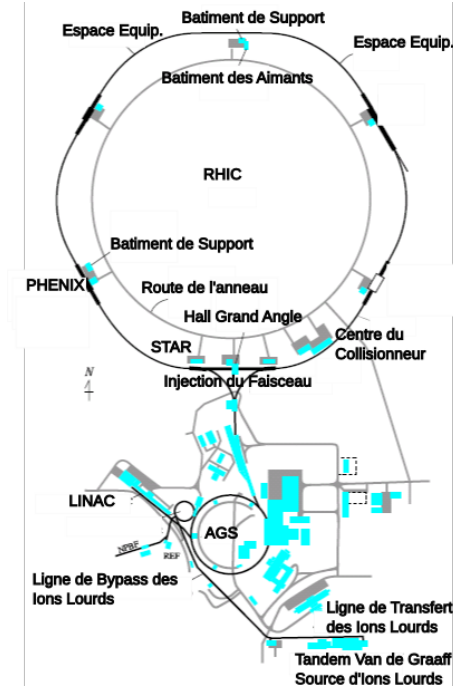 Batiment de Support
Espace Equip.
Espace Equip.
Batiment des Aimants
RHIC
Batiment de Support
PHENIX
Route de l'anneau
Hall Grand Angle
STAR
Centre du
Collisionneur
Injection du Faisceau
N
LINAC
AGS
NPBF
REF
Ligne de Bypass des
Ions Lourds
Ligne de Transfert
des Ions Lourds
Tandem Van de Graaff
Source d'Ions Lourds